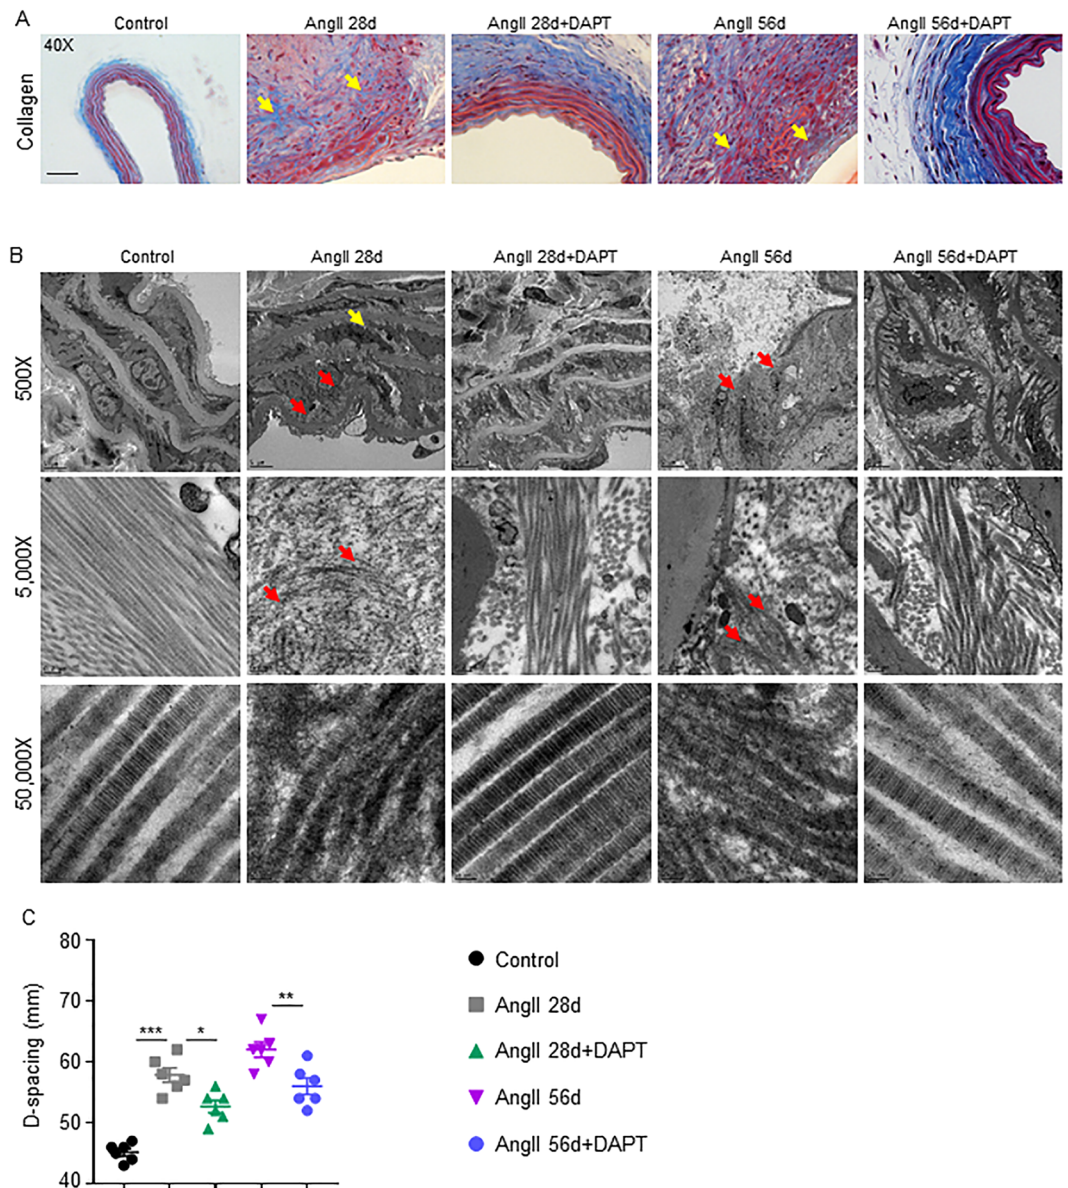 A
Control
AngII 28d
AngII 28d+DAPT
AngII 56d
AngII 56d+DAPT
40X
Collagen
B
Control
AngII 28d
AngII 28d+DAPT
AngII 56d
AngII 56d+DAPT
500X
5,000X
50,000X
C
D-spacing (mm)
80
70
60
50
40
***
*
**
Control
AngII 28d
AngII 28d+DAPT
AngII 56d
AngII 56d+DAPT